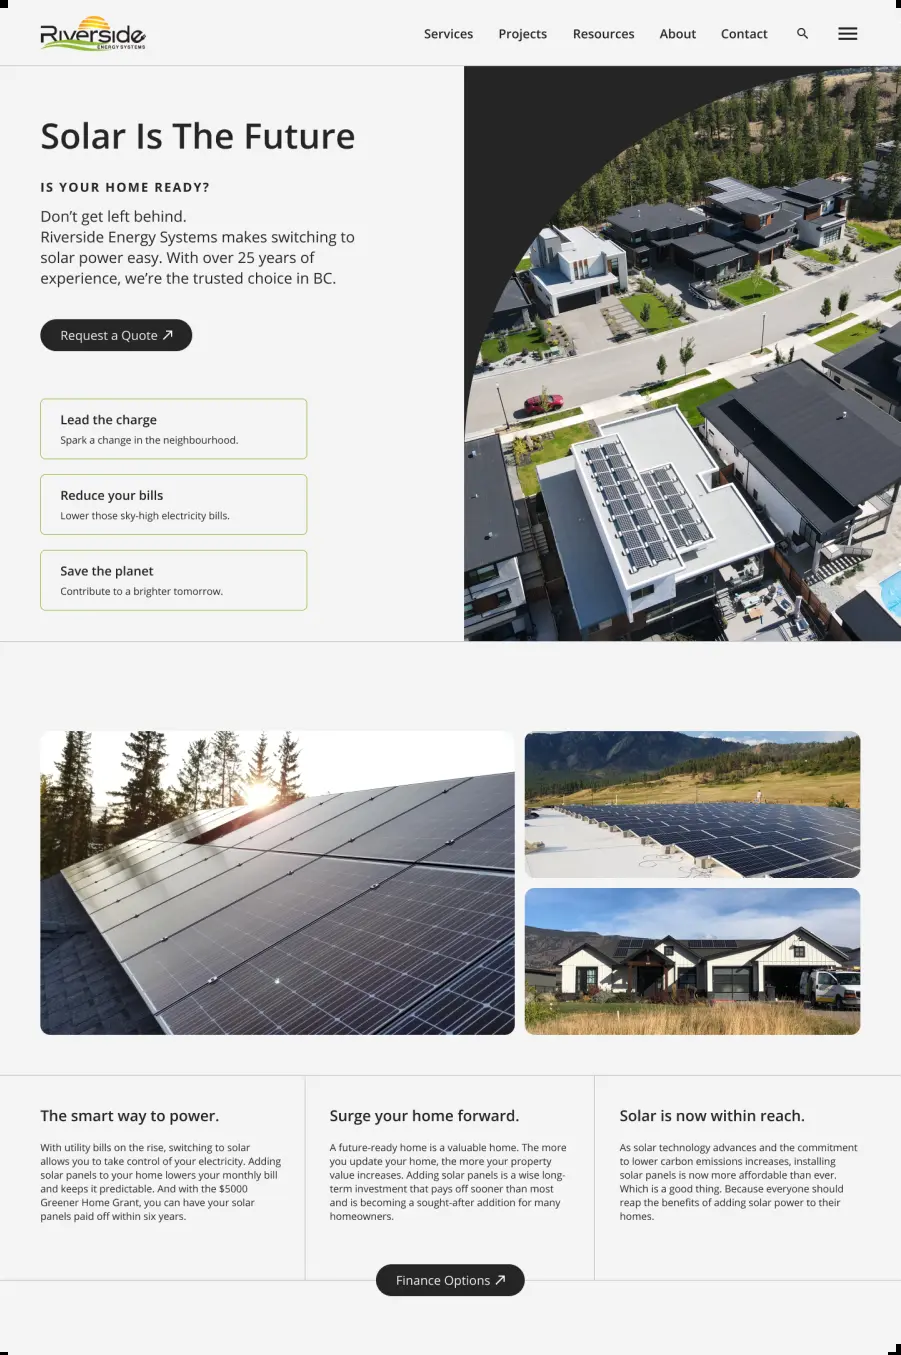 Riverside
ENERGY SYSTEMS
Services Projects Resources About Contact
Solar Is The Future
IS YOUR HOME READY?
Don’t get left behind.
Riverside Energy Systems makes switching to
solar power easy. With over 25 years of
experience, we’re the trusted choice in BC.
Request a Quote
Lead the charge
Spark a change in the neighbourhood.
Reduce your bills
Lower those sky-high electricity bills.
Save the planet
Contribute to a brighter tomorrow.
The smart way to power.
With utility bills on the rise, switching to solar
allows you to take control of your electricity. Adding
solar panels to your home lowers your monthly bill
and keeps it predictable. And with the $5000
Greener Home Grant, you can have your solar
panels paid off within six years.
Surge your home forward.
A future-ready home is a valuable home. The more
you update your home, the more your property
value increases. Adding solar panels is a wise long-
term investment that pays off sooner than most
and is becoming a sought-after addition for many
homeowners.
Solar is now within reach.
As solar technology advances and the commitment
to lower carbon emissions increases, installing
solar panels is now more affordable than ever.
Which is a good thing. Because everyone should
reap the benefits of adding solar power to their
homes.
Finance Options